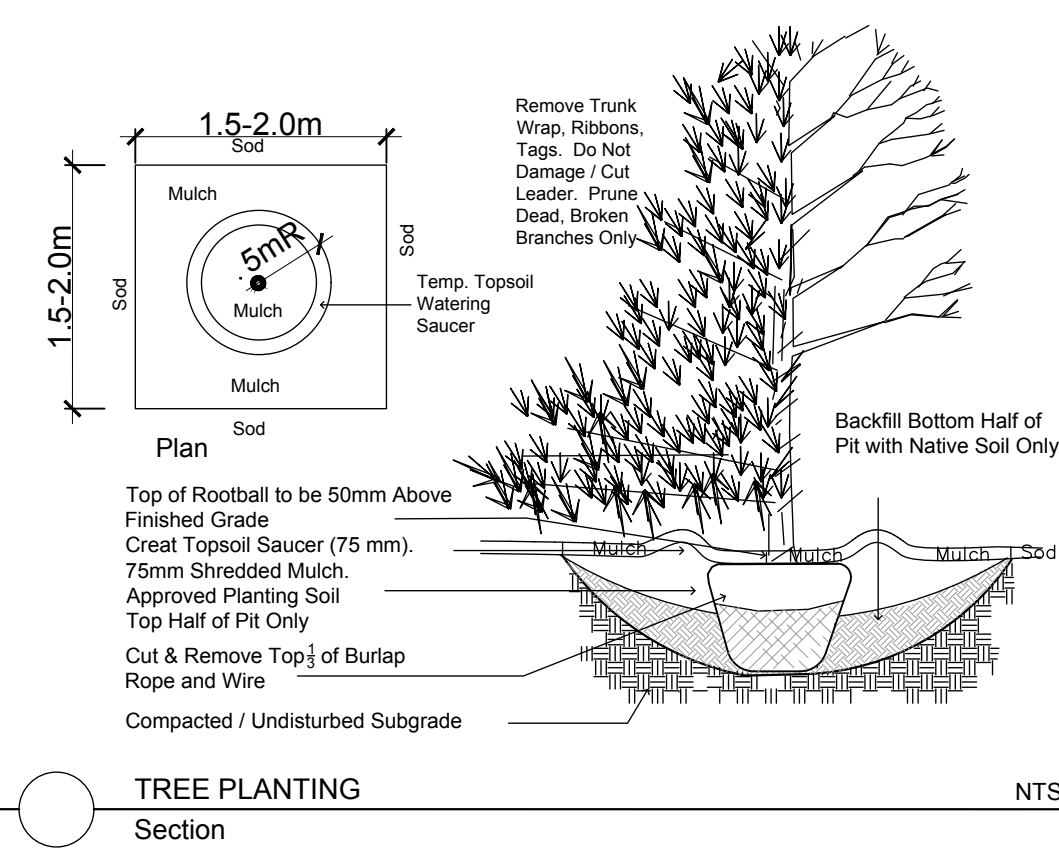 1.5-2.0m
Sod
Mulch
1.5-2.0m
Sod
.5mR
Sod
Mulch
Mulch
Sod
Plan
Temp. Topsoil
Watering
Saucer
Remove Trunk
Wrap, Ribbons,
Tags. Do Not
Damage / Cut
Leader. Prune
Dead, Broken
Branches Only
Backfill Bottom Half of
Pit with Native Soil Only
Top of Rootball to be 50mm Above
Finished Grade
Creat Topsoil Saucer (75 mm).
75mm Shredded Mulch.
Approved Planting Soil
Top Half of Pit Only
Cut & Remove Top 1/3 of Burlap
Rope and Wire
Compacted / Undisturbed Subgrade
Mulch
Mulch
Mulch
Sod
TREE PLANTING
NTS
Section